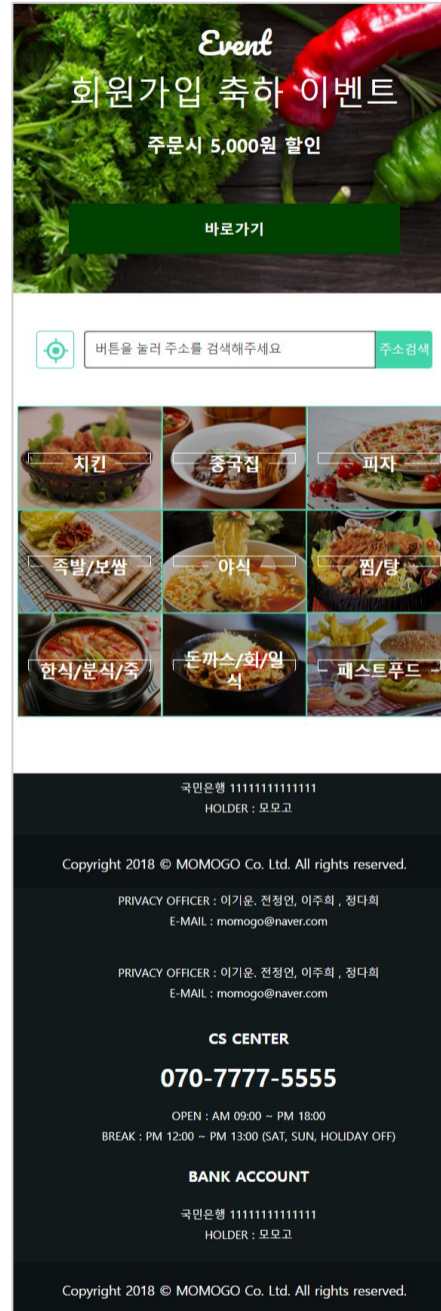 Event
회원가입 축하 이벤트
주문시 5,000원 할인
바로가기
버튼을 눌러 주소를 검색해주세요
주소검색
치킨
중국집
피자
족발/보쌈
야식
찜/탕
한식/분식/죽
돈까스/회/일
식
패스트푸드
국민은행 11111111111111
HOLDER : 모모고
Copyright 2018 © MOMOGO Co. Ltd. All rights reserved.
PRIVACY OFFICER : 이기운. 전정언, 이주희 , 정다희
E-MAIL : momogo@naver.com
PRIVACY OFFICER : 이기운. 전정언, 이주희 , 정다희
E-MAIL : momogo@naver.com
CS CENTER
070-7777-5555
OPEN : AM 09:00 ~ PM 18:00
BREAK : PM 12:00 ~ PM 13:00 (SAT, SUN, HOLIDAY OFF)
BANK ACCOUNT
국민은행 11111111111111
HOLDER : 모모고
Copyright 2018 © MOMOGO Co. Ltd. All rights reserved.